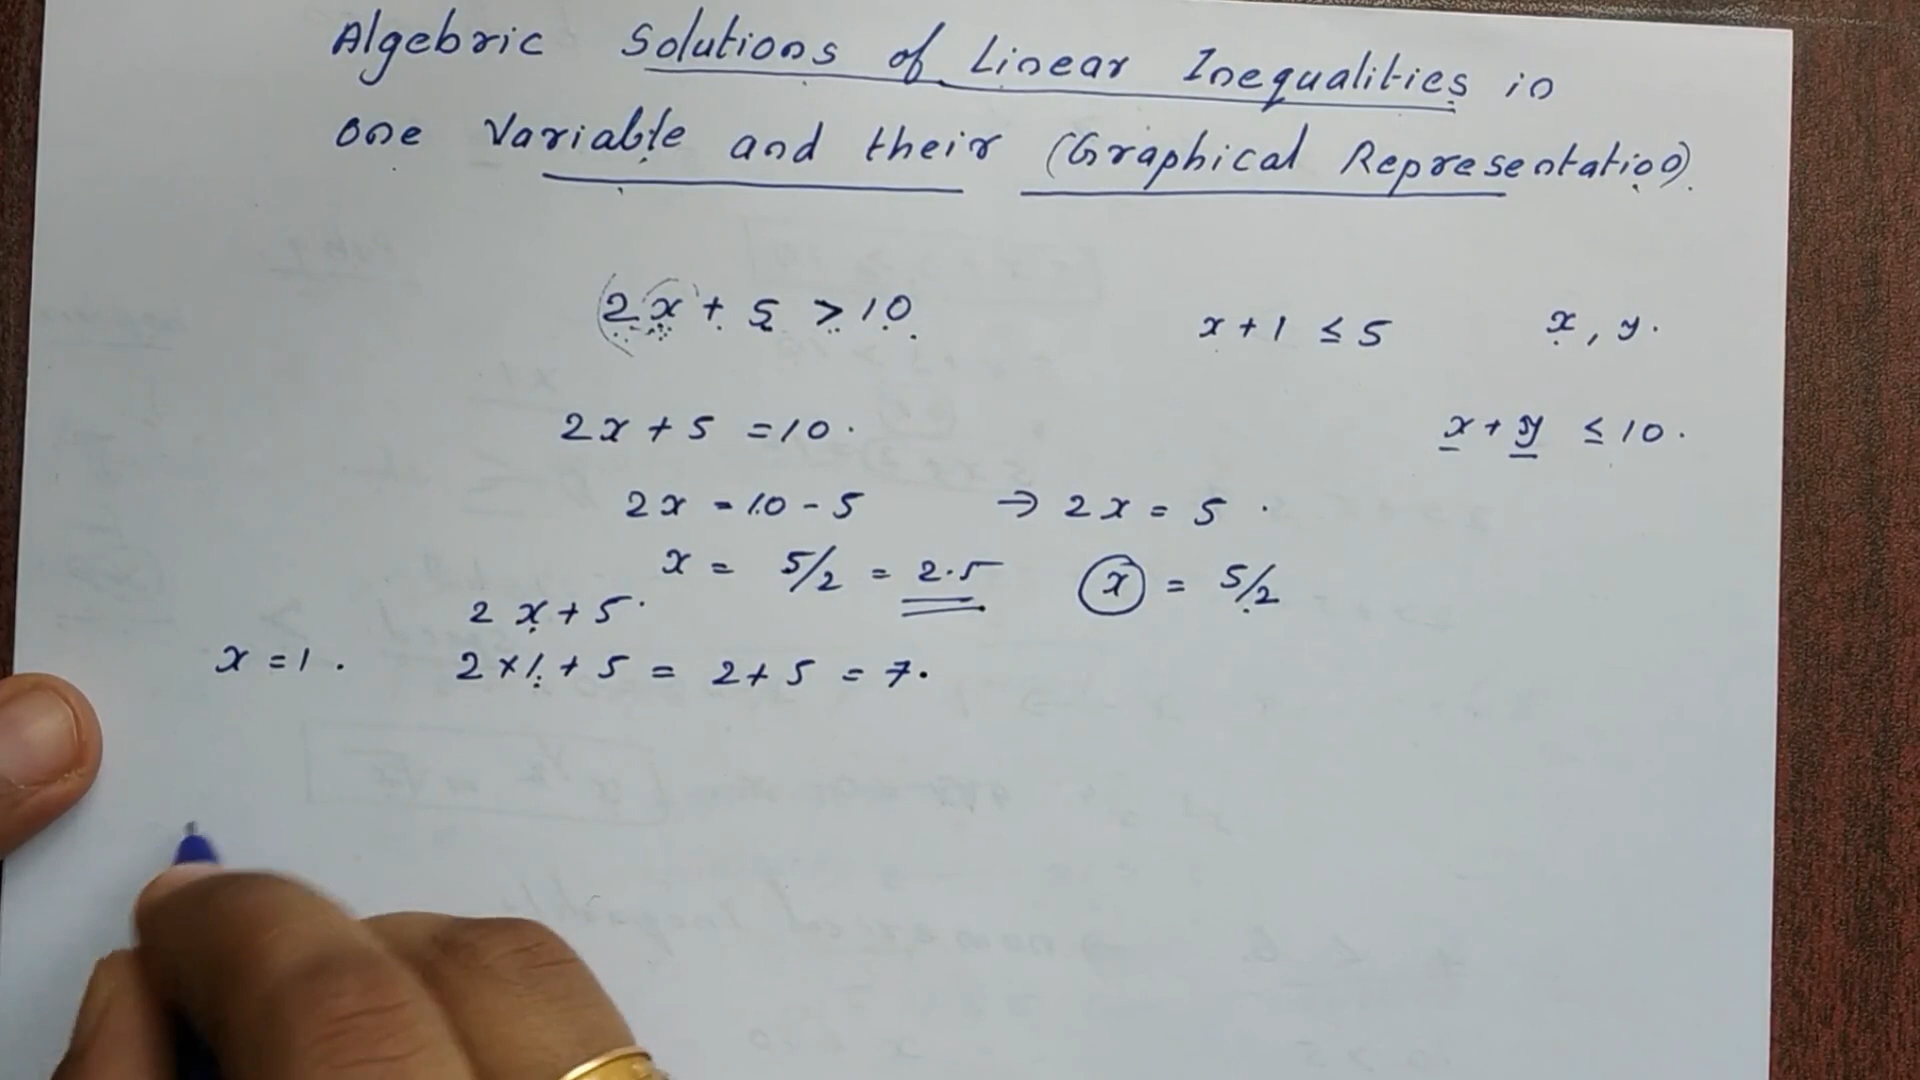 Algebric Solutions of Linear Inequalities in
one Variable and their (Graphical Representation).
2x + 5 > 10.
x + 1 ≤ 5
x, y.
2x + 5 = 10.
x + y ≤ 10.
2x = 10 - 5 ⇒ 2x = 5.
x = 5/2 = 2.5
x = 5/2
2x + 5.
x = 1. 2 × 1 + 5 = 2 + 5 = 7.